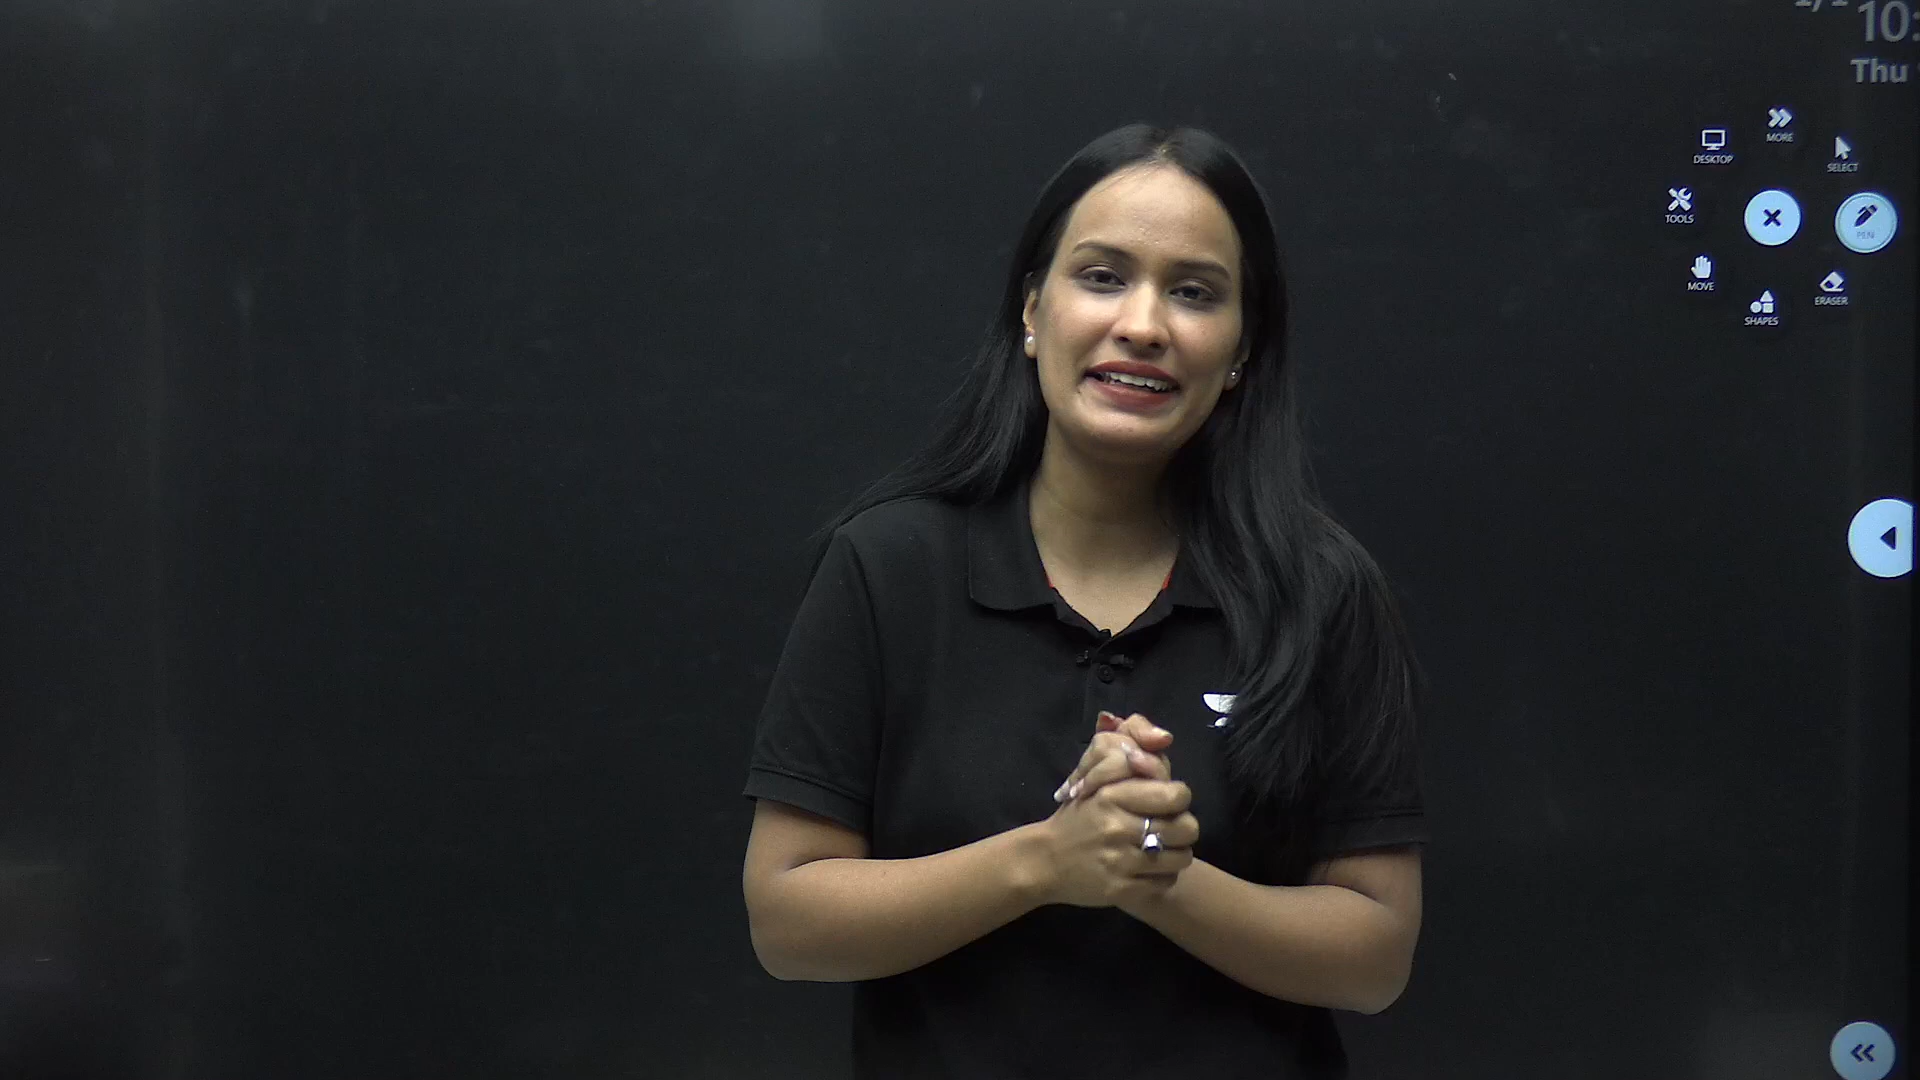 10:
Thu
MORE
DESKTOP
SELECT
TOOLS
PEN
MOVE
ERASER
SHAPES